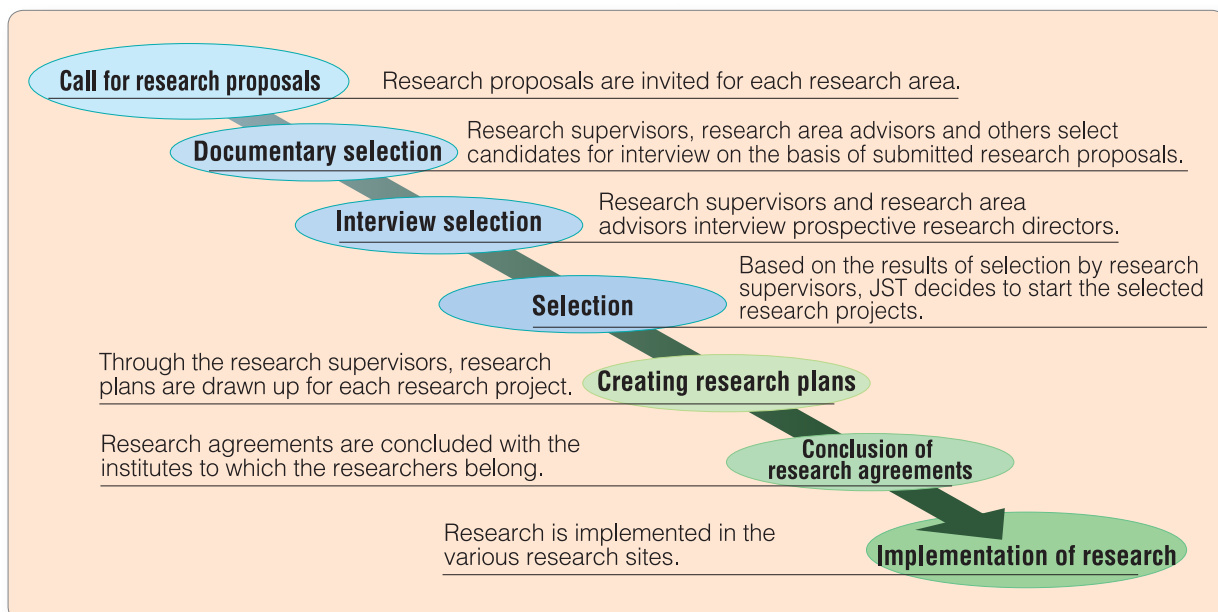 Call for research proposals
Research proposals are invited for each research area.
Documentary selection
Research supervisors, research area advisors and others select
candidates for interview on the basis of submitted research proposals.
Interview selection
Research supervisors and research area
advisors interview prospective research directors.
Selection
Based on the results of selection by research
supervisors, JST decides to start the selected
research projects.
Through the research supervisors, research
plans are drawn up for each research project.
Creating research plans
Research agreements are concluded with the
institutes to which the researchers belong.
Conclusion of
research agreements
Research is implemented in the
various research sites.
Implementation of research